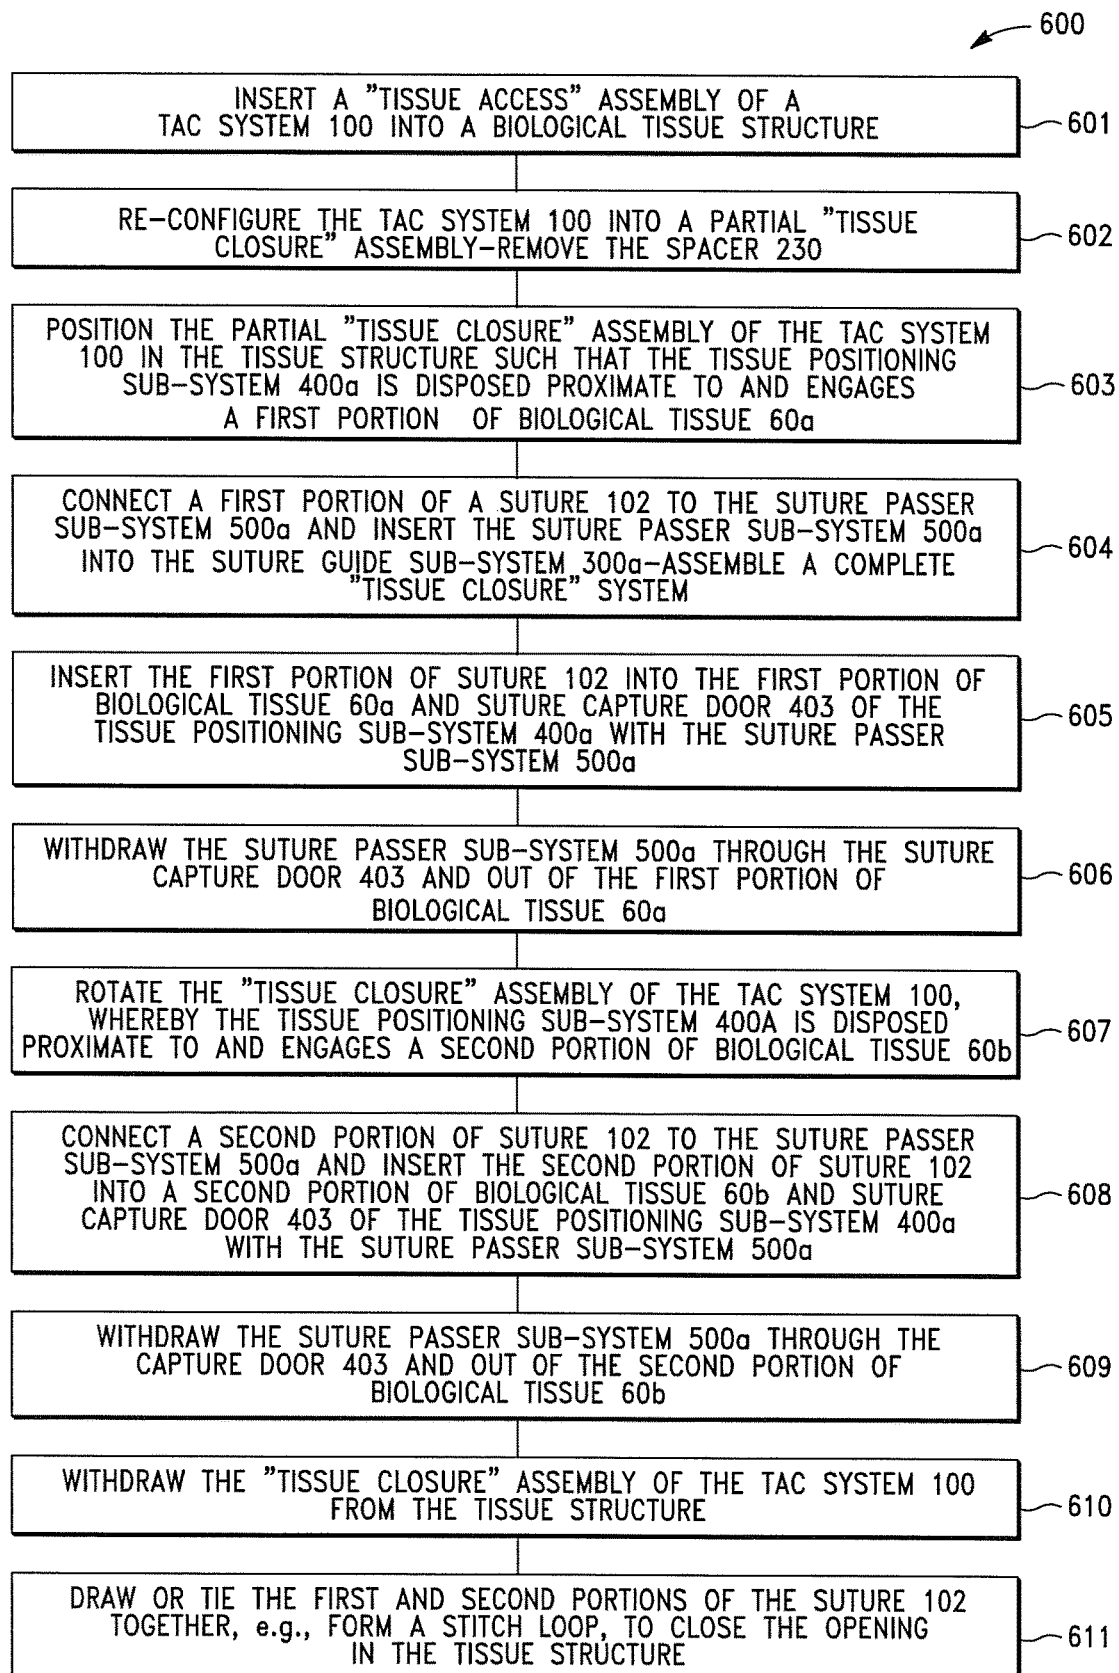 600
INSERT A "TISSUE ACCESS" ASSEMBLY OF A
TAC SYSTEM 100 INTO A BIOLOGICAL TISSUE STRUCTURE
601
RE-CONFIGURE THE TAC SYSTEM 100 INTO A PARTIAL "TISSUE
CLOSURE" ASSEMBLY-REMOVE THE SPACER 230
602
POSITION THE PARTIAL "TISSUE CLOSURE" ASSEMBLY OF THE TAC SYSTEM
100 IN THE TISSUE STRUCTURE SUCH THAT THE TISSUE POSITIONING
SUB-SYSTEM 400a IS DISPOSED PROXIMATE TO AND ENGAGES
A FIRST PORTION OF BIOLOGICAL TISSUE 60a
603
CONNECT A FIRST PORTION OF A SUTURE 102 TO THE SUTURE PASSER
SUB-SYSTEM 500a AND INSERT THE SUTURE PASSER SUB-SYSTEM 500a
INTO THE SUTURE GUIDE SUB-SYSTEM 300a-ASSEMBLE A COMPLETE
"TISSUE CLOSURE" SYSTEM
604
INSERT THE FIRST PORTION OF SUTURE 102 INTO THE FIRST PORTION OF
BIOLOGICAL TISSUE 60a AND SUTURE CAPTURE DOOR 403 OF THE
TISSUE POSITIONING SUB-SYSTEM 400a WITH THE SUTURE PASSER
SUB-SYSTEM 500a
605
WITHDRAW THE SUTURE PASSER SUB-SYSTEM 500a THROUGH THE SUTURE
CAPTURE DOOR 403 AND OUT OF THE FIRST PORTION OF
BIOLOGICAL TISSUE 60a
606
ROTATE THE "TISSUE CLOSURE" ASSEMBLY OF THE TAC SYSTEM 100,
WHEREBY THE TISSUE POSITIONING SUB-SYSTEM 400A IS DISPOSED
PROXIMATE TO AND ENGAGES A SECOND PORTION OF BIOLOGICAL TISSUE 60b
607
CONNECT A SECOND PORTION OF SUTURE 102 TO THE SUTURE PASSER
SUB-SYSTEM 500a AND INSERT THE SECOND PORTION OF SUTURE 102
INTO A SECOND PORTION OF BIOLOGICAL TISSUE 60b AND SUTURE
CAPTURE DOOR 403 OF THE TISSUE POSITIONING SUB-SYSTEM 400a
WITH THE SUTURE PASSER SUB-SYSTEM 500a
608
WITHDRAW THE SUTURE PASSER SUB-SYSTEM 500a THROUGH THE
CAPTURE DOOR 403 AND OUT OF THE SECOND PORTION OF
BIOLOGICAL TISSUE 60b
609
WITHDRAW THE "TISSUE CLOSURE" ASSEMBLY OF THE TAC SYSTEM 100
FROM THE TISSUE STRUCTURE
610
DRAW OR TIE THE FIRST AND SECOND PORTIONS OF THE SUTURE 102
TOGETHER, e.g., FORM A STITCH LOOP, TO CLOSE THE OPENING
IN THE TISSUE STRUCTURE
611